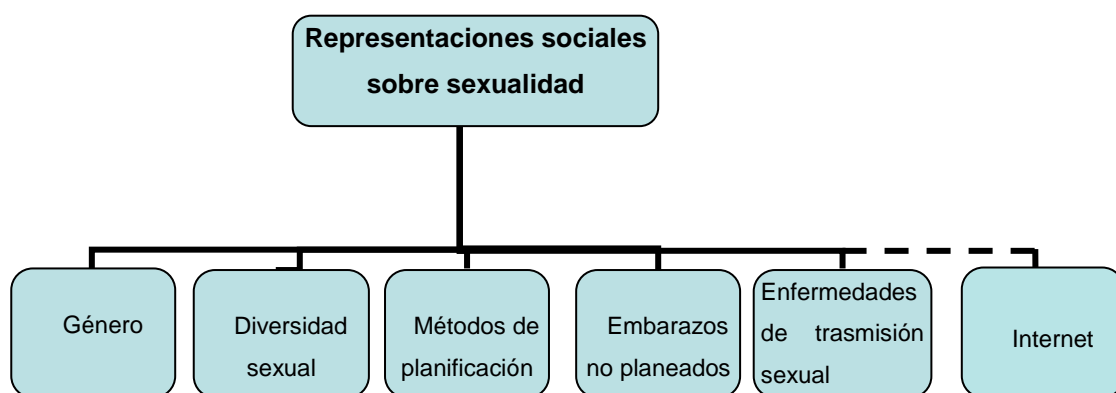 Representaciones sociales
sobre sexualidad
Género
Diversidad
sexual
Métodos de
planificación
Embarazos
no planeados
Enfermedades
de trasmisión
sexual
Internet